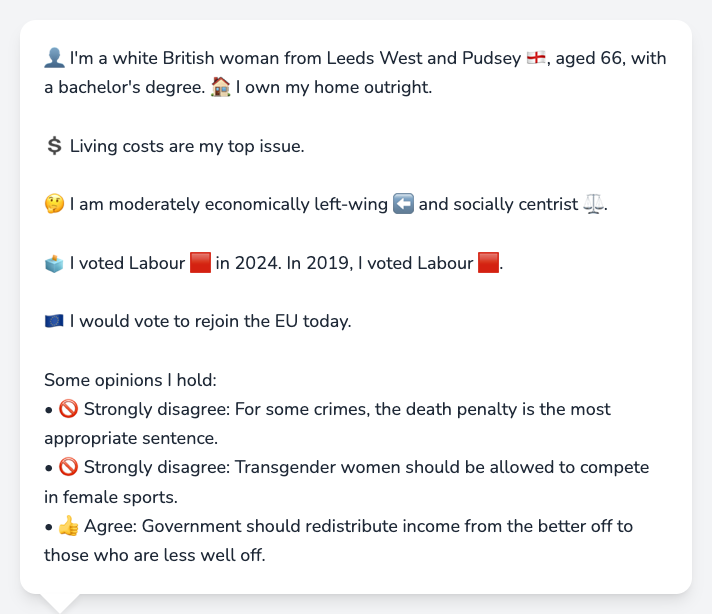 👤 I'm a white British woman from Leeds West and Pudsey 🏴󠁧󠁢󠁥󠁮󠁧󠁿, aged 66, with
a bachelor's degree. 🏠 I own my home outright.
💲 Living costs are my top issue.
🤔 I am moderately economically left-wing ⬅️ and socially centrist ⚖️.
🗳️ I voted Labour 🟥 in 2024. In 2019, I voted Labour 🟥.
🇪🇺 I would vote to rejoin the EU today.
Some opinions I hold:
• 🚫 Strongly disagree: For some crimes, the death penalty is the most
appropriate sentence.
• 🚫 Strongly disagree: Transgender women should be allowed to compete
in female sports.
• 👍 Agree: Government should redistribute income from the better off to
those who are less well off.